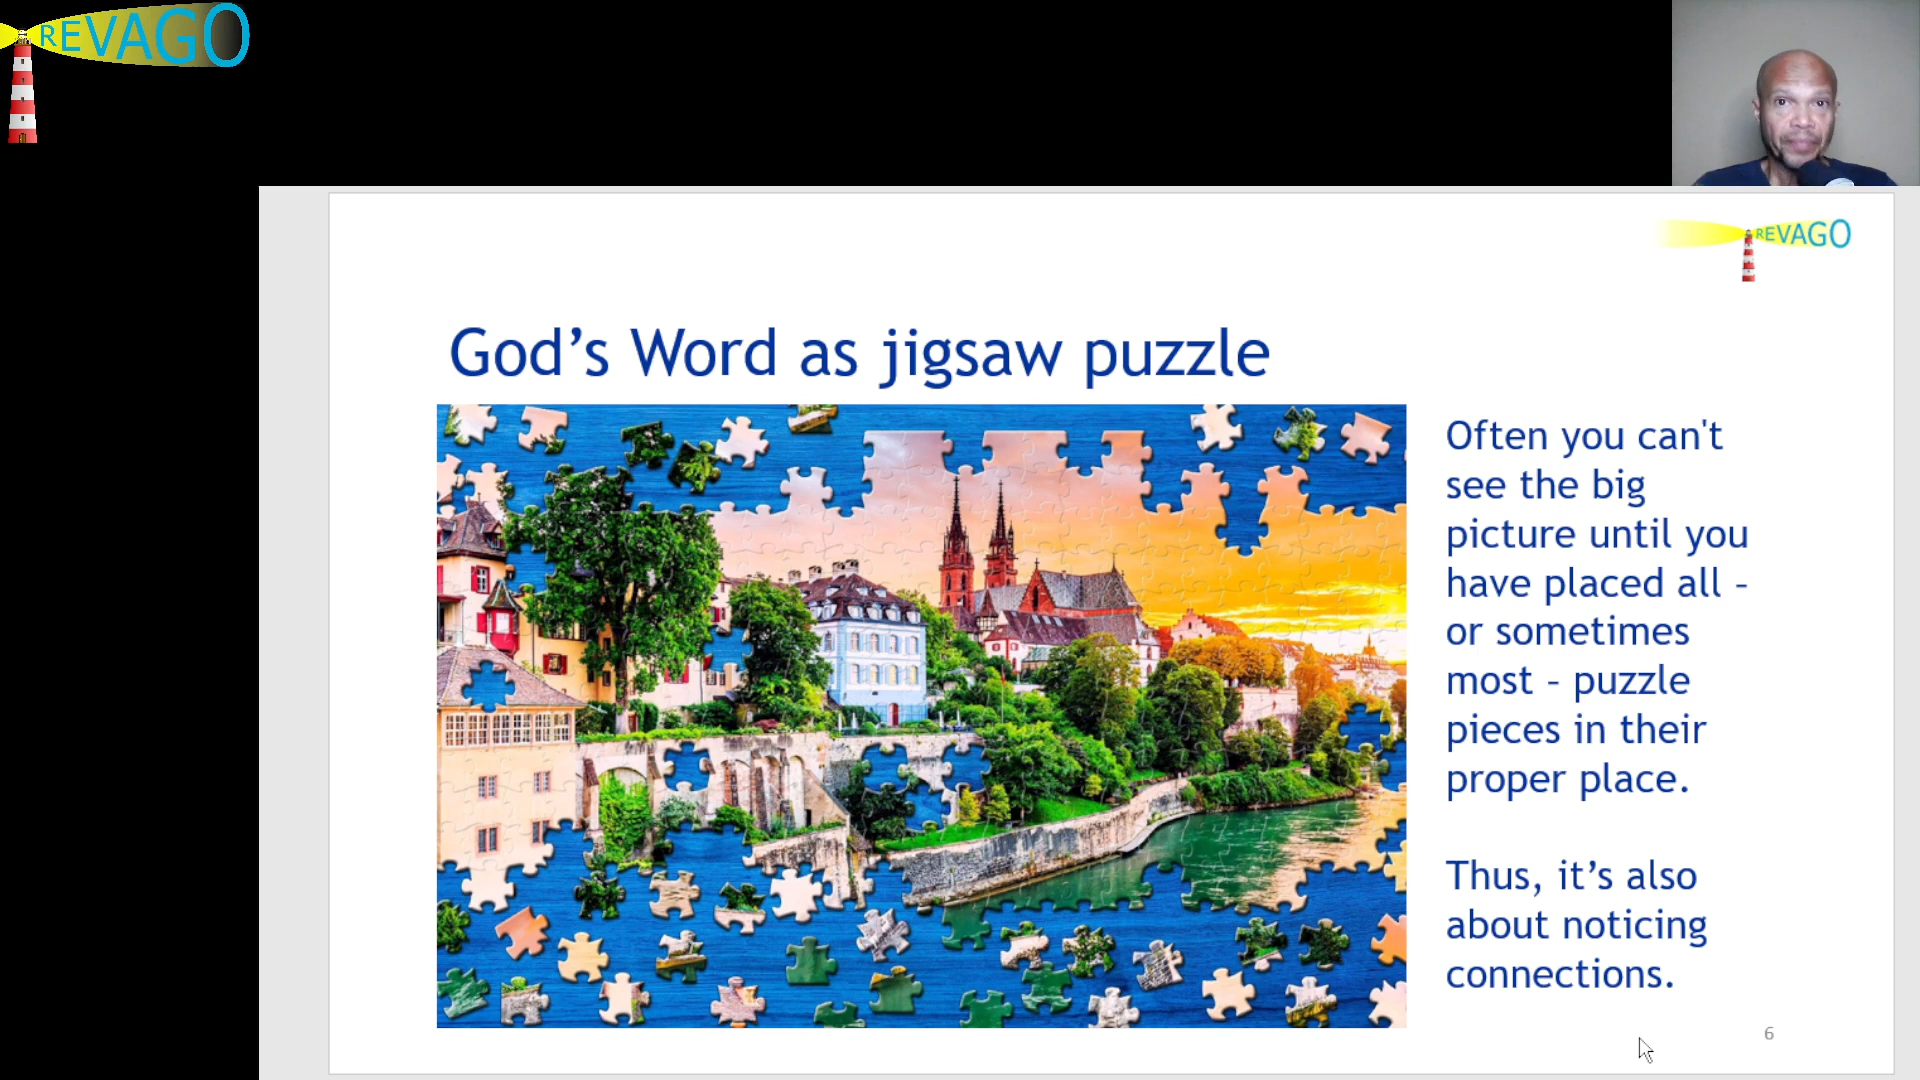 REVAGO
REVAGO
God’s Word as jigsaw puzzle
Often you can't
see the big
picture until you
have placed all –
or sometimes
most – puzzle
pieces in their
proper place.
Thus, it’s also
about noticing
connections.
6